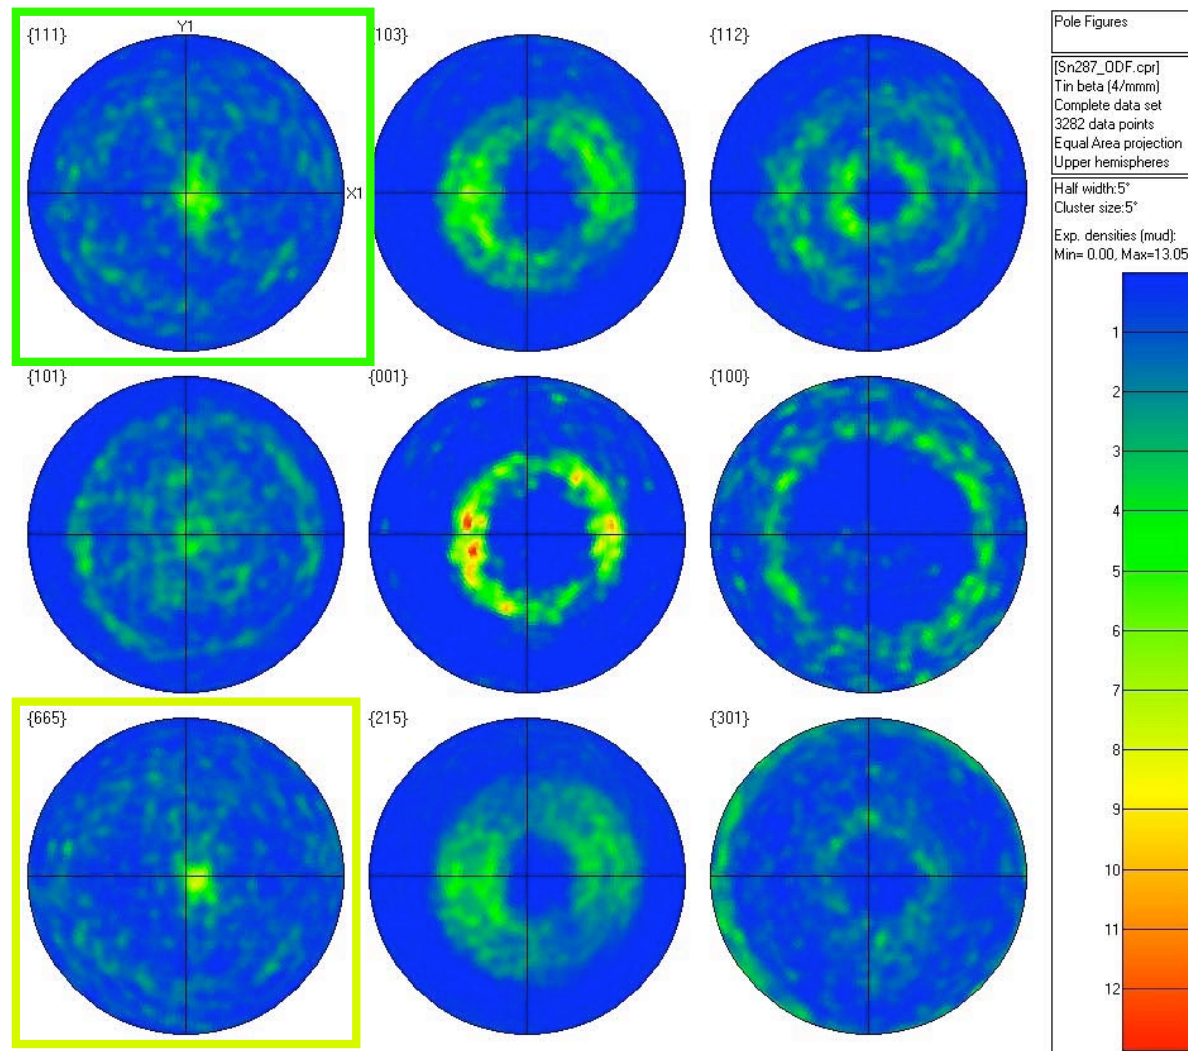 {111}
Y1
X1
{103}
{112}
{101}
{001}
{100}
{665}
{215}
{301}
Pole Figures
[Sn287_ODF.cpr]
Tin beta (4/mmm)
Complete data set
3282 data points
Equal Area projection
Upper hemispheres
Half width:5°
Cluster size:5°
Exp. densities (mud):
Min= 0.00, Max=13.05
1
2
3
4
5
6
7
8
9
10
11
12